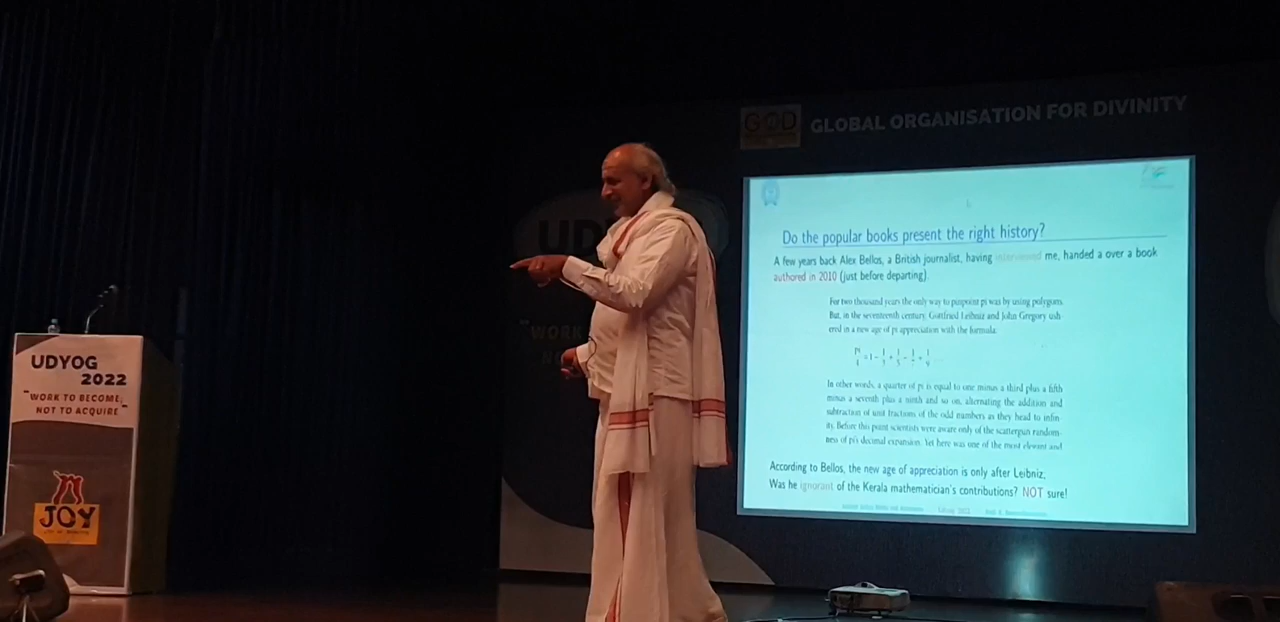 GOD GLOBAL ORGANISATION FOR DIVINITY
UDYOG
2022
"WORK TO BECOME,
NOT TO ACQUIRE"
JOY
UDY
"WORK
NO
Do the popular books present the right history?
A few years back Alex Bellos, a British journalist, having interviewed me, handed a over a book
authored in 2010 (just before departing)
For two thousand years the only way to pinpoint pi was by using polygons.
But, in the seventeenth century, Gottfried Leibniz and John Gregory ush-
ered in a new age of pi appreciation with the formula.
In other words, a quarter of pi is equal to one minus a third plus a fifth
minus a seventh plus a ninth and so on, alternating the addition and
subtraction of unit fractions of the odd numbers as they head to infin
ity. Before this point scientists were aware only of the scattergun random-
ness of pi's decimal expansion. Yet here was one of the most elegant and
According to Bellos, the new age of appreciation is only after Leibniz;
Was he ignorant of the Kerala mathematician's contributions? NOT sure!